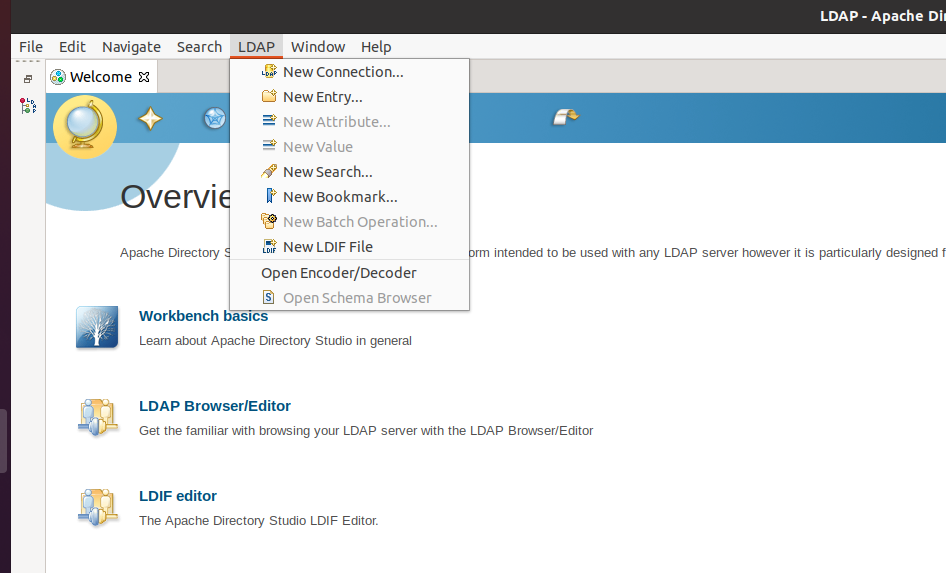 LDAP - Apache Di
File Edit Navigate Search LDAP Window Help
Welcome
New Connection...
New Entry...
New Attribute...
New Value
New Search...
New Bookmark...
New Batch Operation...
New LDIF File
Open Encoder/Decoder
Open Schema Browser
Overvie
Apache Directory S orm intended to be used with any LDAP server however it is particularly designed f
Workbench basics
Learn about Apache Directory Studio in general
LDAP Browser/Editor
Get the familiar with browsing your LDAP server with the LDAP Browser/Editor
LDIF editor
The Apache Directory Studio LDIF Editor.